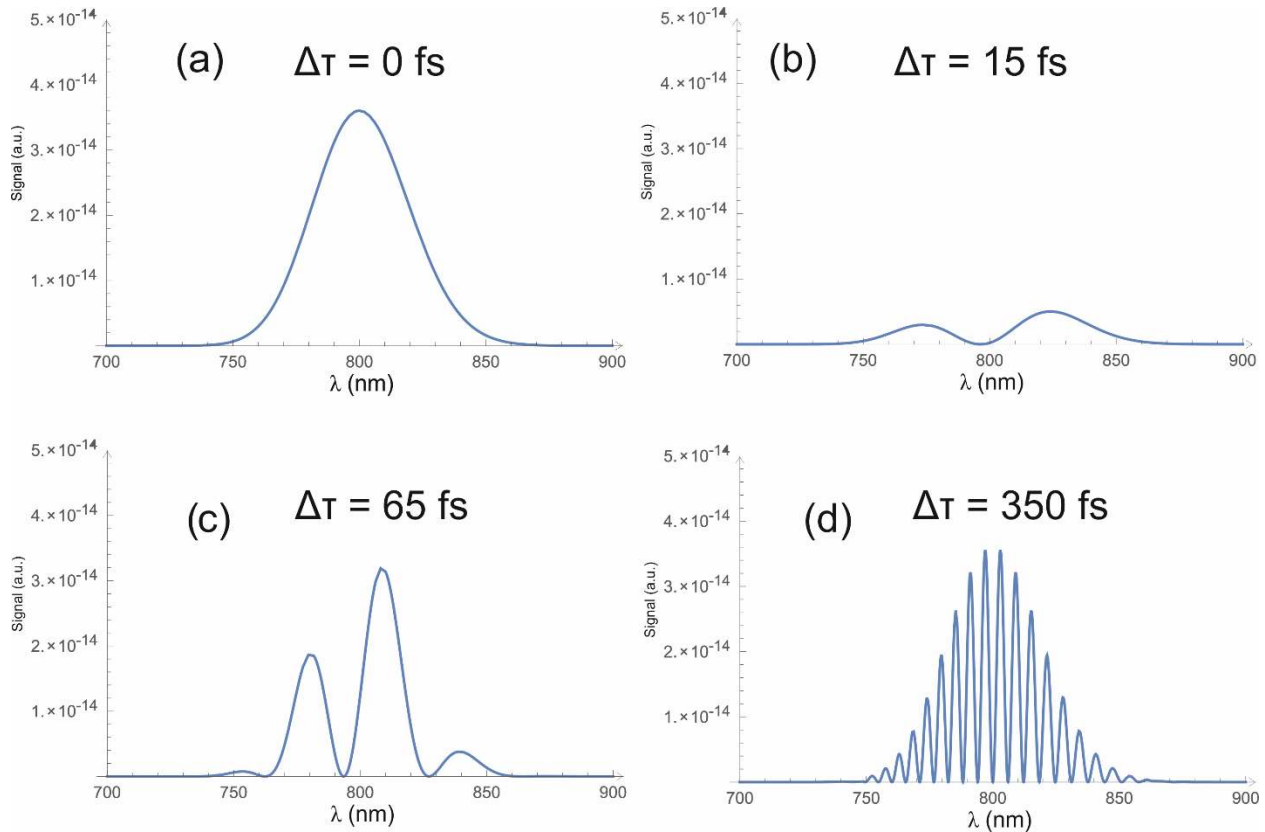 (a) Δτ = 0 fs
Signal (a.u.)
5.×10-14
4.×10-14
3.×10-14
2.×10-14
1.×10-14
700 750 800 850 900
λ (nm)
(b) Δτ = 15 fs
Signal (a.u.)
5.×10-14
4.×10-14
3.×10-14
2.×10-14
1.×10-14
700 750 800 850 900
λ (nm)
(c) Δτ = 65 fs
Signal (a.u.)
5.×10-14
4.×10-14
3.×10-14
2.×10-14
1.×10-14
700 750 800 850 900
λ (nm)
(d) Δτ = 350 fs
Signal (a.u.)
5.×10-14
4.×10-14
3.×10-14
2.×10-14
1.×10-14
700 750 800 850 900
λ (nm)